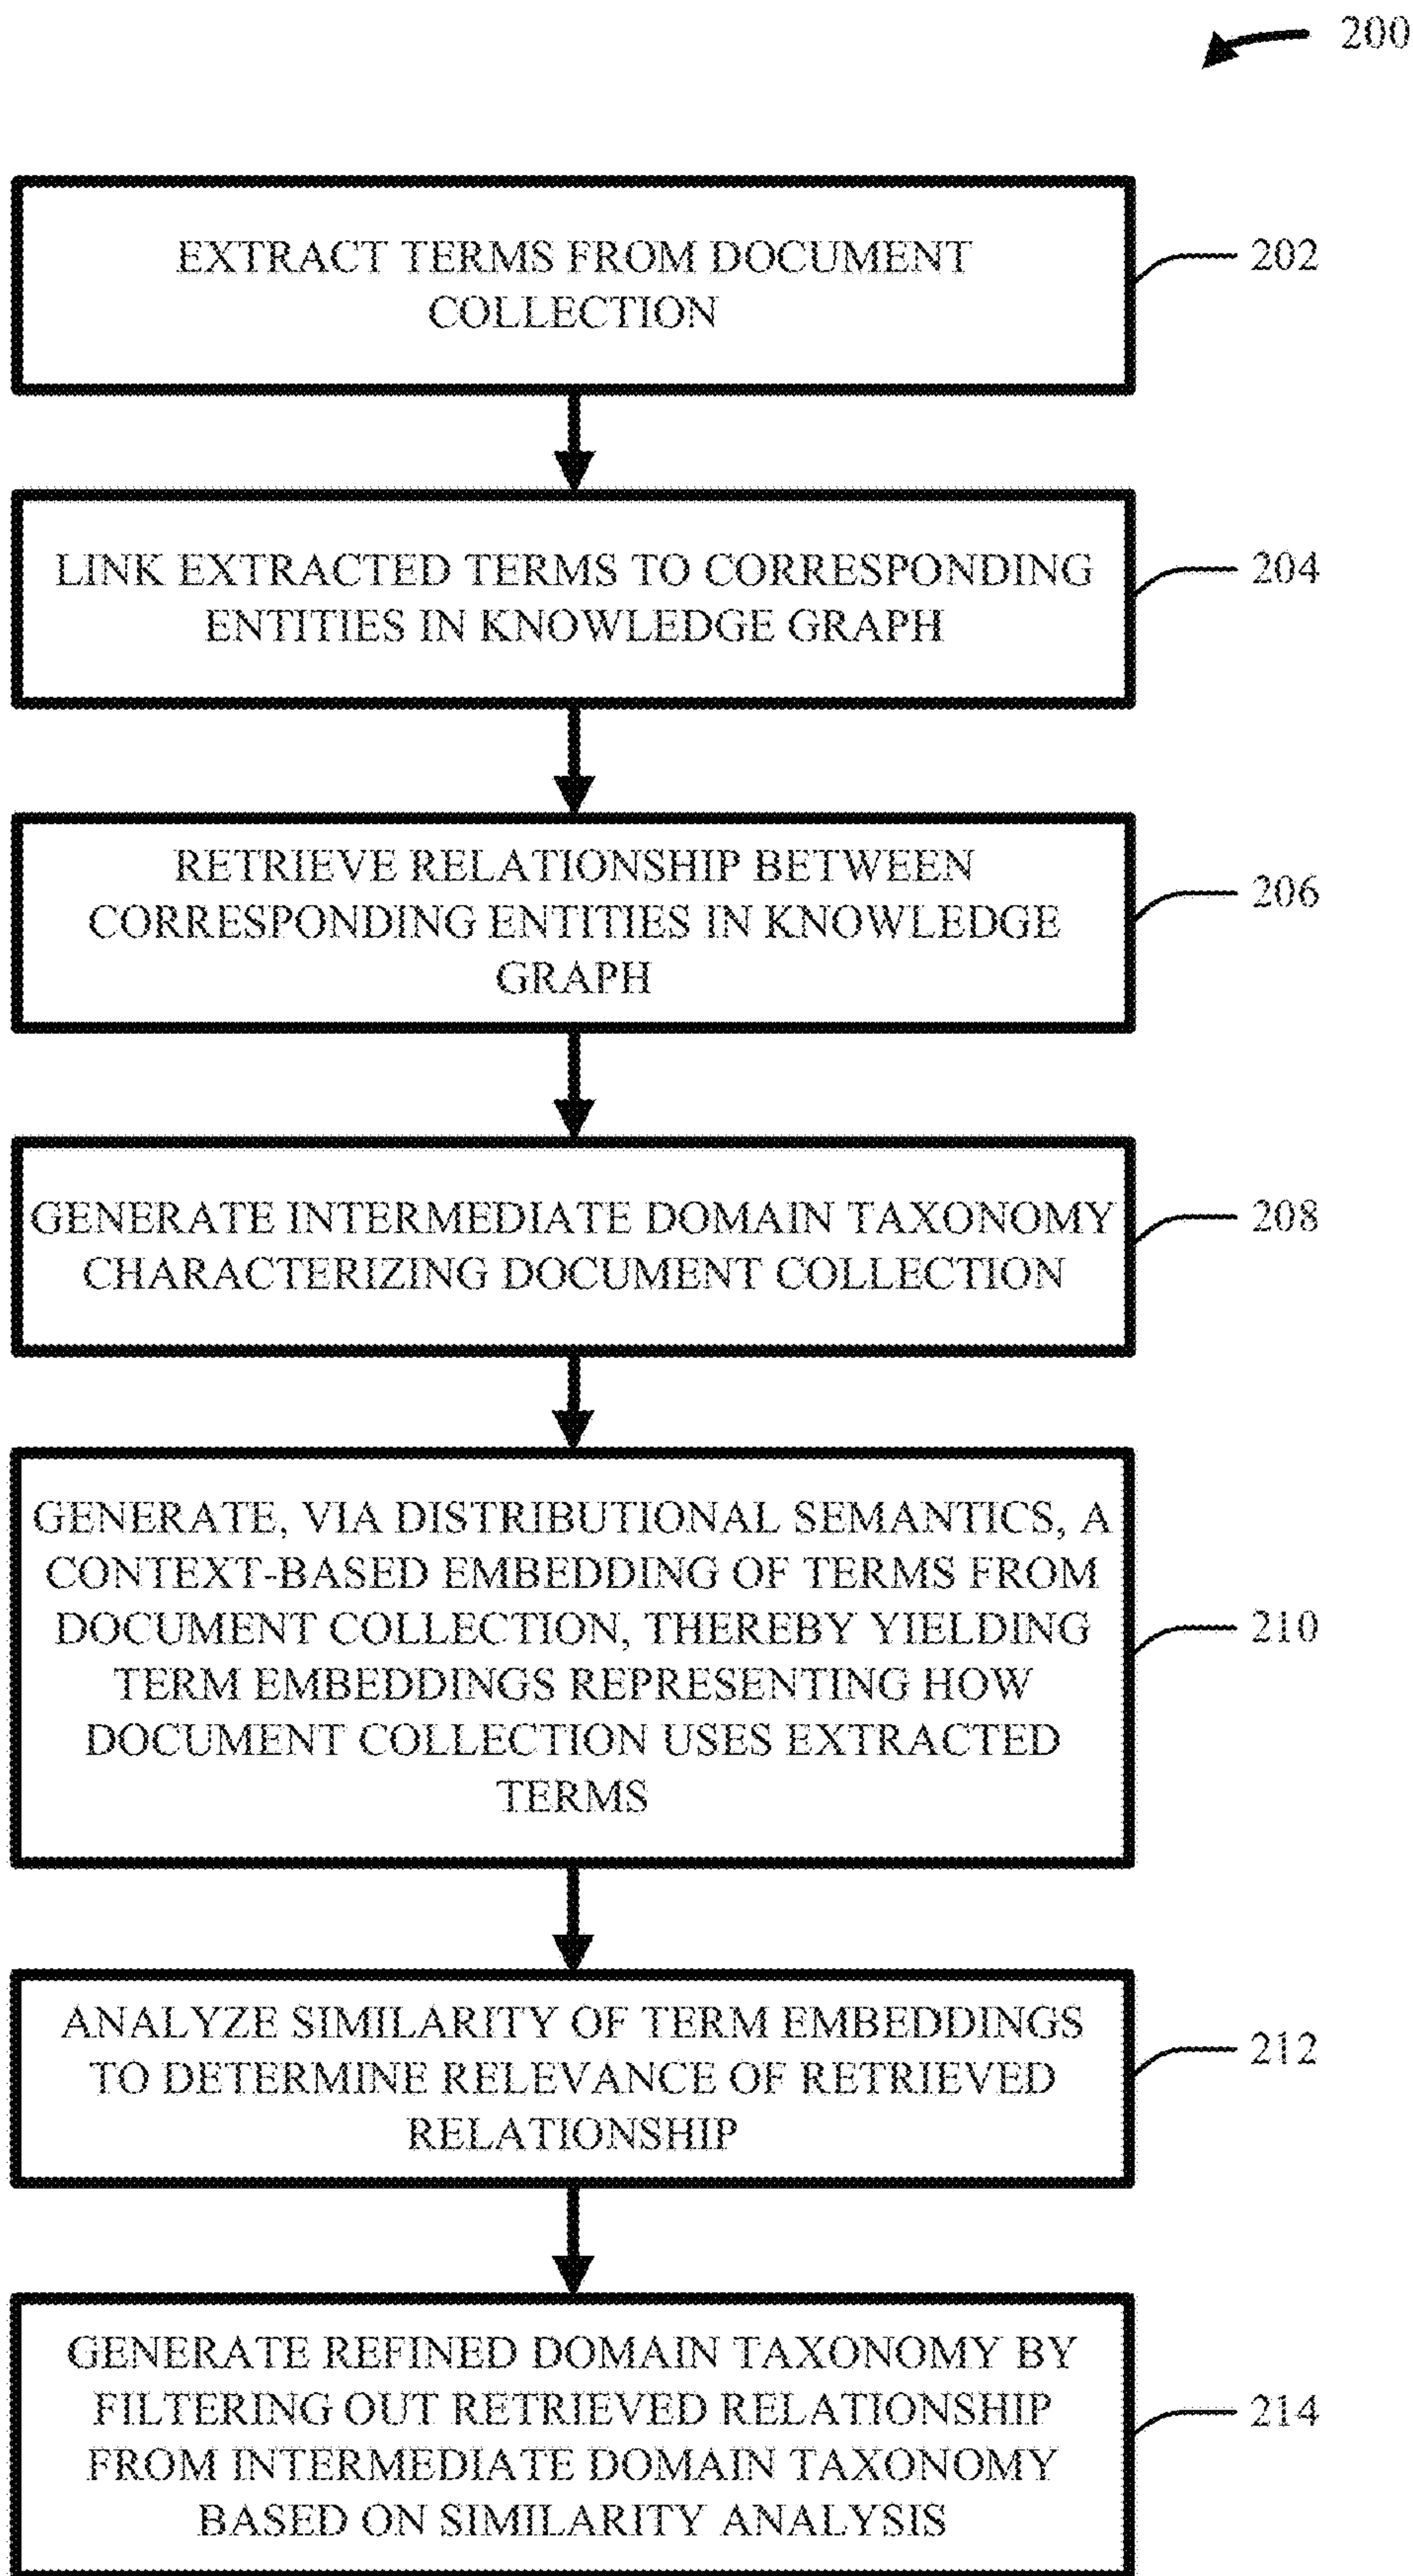 200
EXTRACT TERMS FROM DOCUMENT
COLLECTION
202
LINK EXTRACTED TERMS TO CORRESPONDING
ENTITIES IN KNOWLEDGE GRAPH
204
RETRIEVE RELATIONSHIP BETWEEN
CORRESPONDING ENTITIES IN KNOWLEDGE
GRAPH
206
GENERATE INTERMEDIATE DOMAIN TAXONOMY
CHARACTERIZING DOCUMENT COLLECTION
208
GENERATE, VIA DISTRIBUTIONAL SEMANTICS, A
CONTEXT-BASED EMBEDDING OF TERMS FROM
DOCUMENT COLLECTION, THEREBY YIELDING
TERM EMBEDDINGS REPRESENTING HOW
DOCUMENT COLLECTION USES EXTRACTED
TERMS
210
ANALYZE SIMILARITY OF TERM EMBEDDINGS
TO DETERMINE RELEVANCE OF RETRIEVED
RELATIONSHIP
212
GENERATE REFINED DOMAIN TAXONOMY BY
FILTERING OUT RETRIEVED RELATIONSHIP
FROM INTERMEDIATE DOMAIN TAXONOMY
BASED ON SIMILARITY ANALYSIS
214